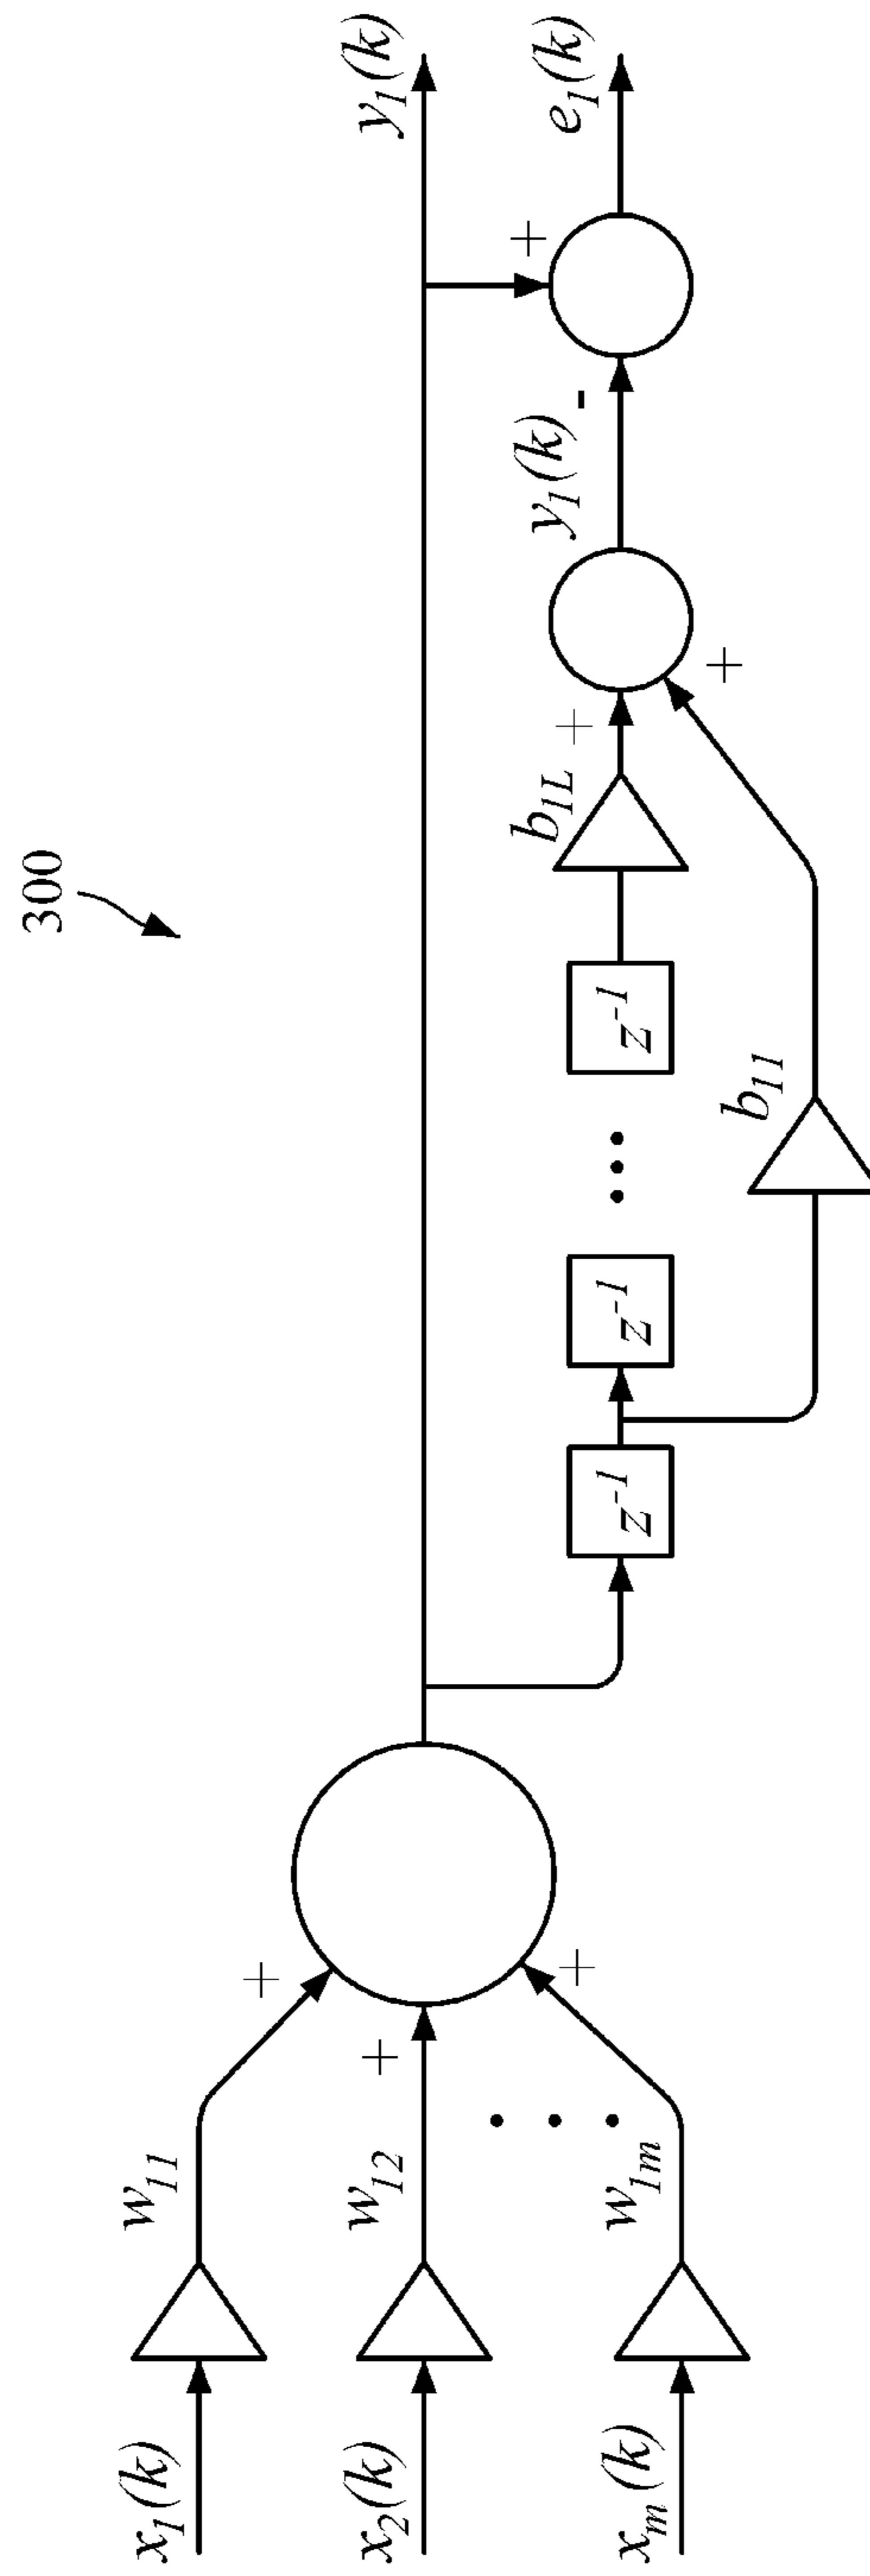 300
x₁(k)
w₁₁
+
x₂(k)
w₁₂
+
xₘ(k)
w₁ₘ
+
y₁(k)
z⁻¹
z⁻¹
z⁻¹
b₁L
+
b₁₁
+
y₁(k)
-
+
e₁(k)